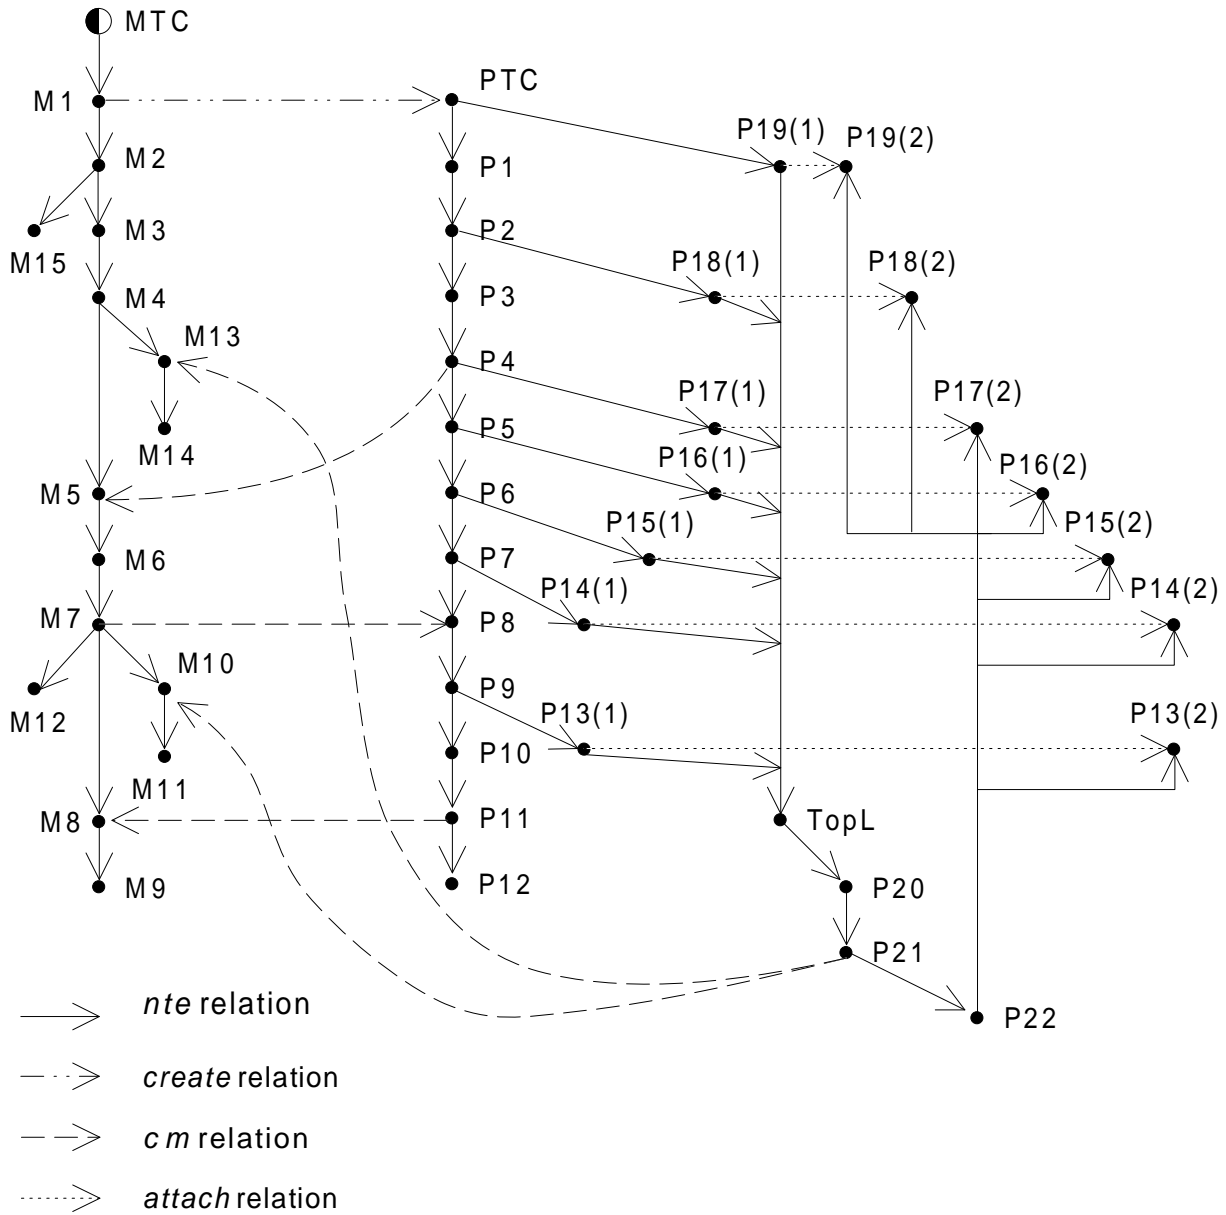 MTC
PTC
M1
P19(1)
P19(2)
M2
P1
M3
P2
M15
P18(1)
P18(2)
M4
P3
M13
P4
P17(1)
P17(2)
P5
M14
P16(1)
P16(2)
M5
P6
P15(1)
P15(2)
M6
P7
P14(1)
P14(2)
M7
P8
M10
P9
M12
P13(1)
P13(2)
P10
M11
M8
P11
TopL
M9
P12
P20
P21
nte relation
P22
create relation
cm relation
attach relation